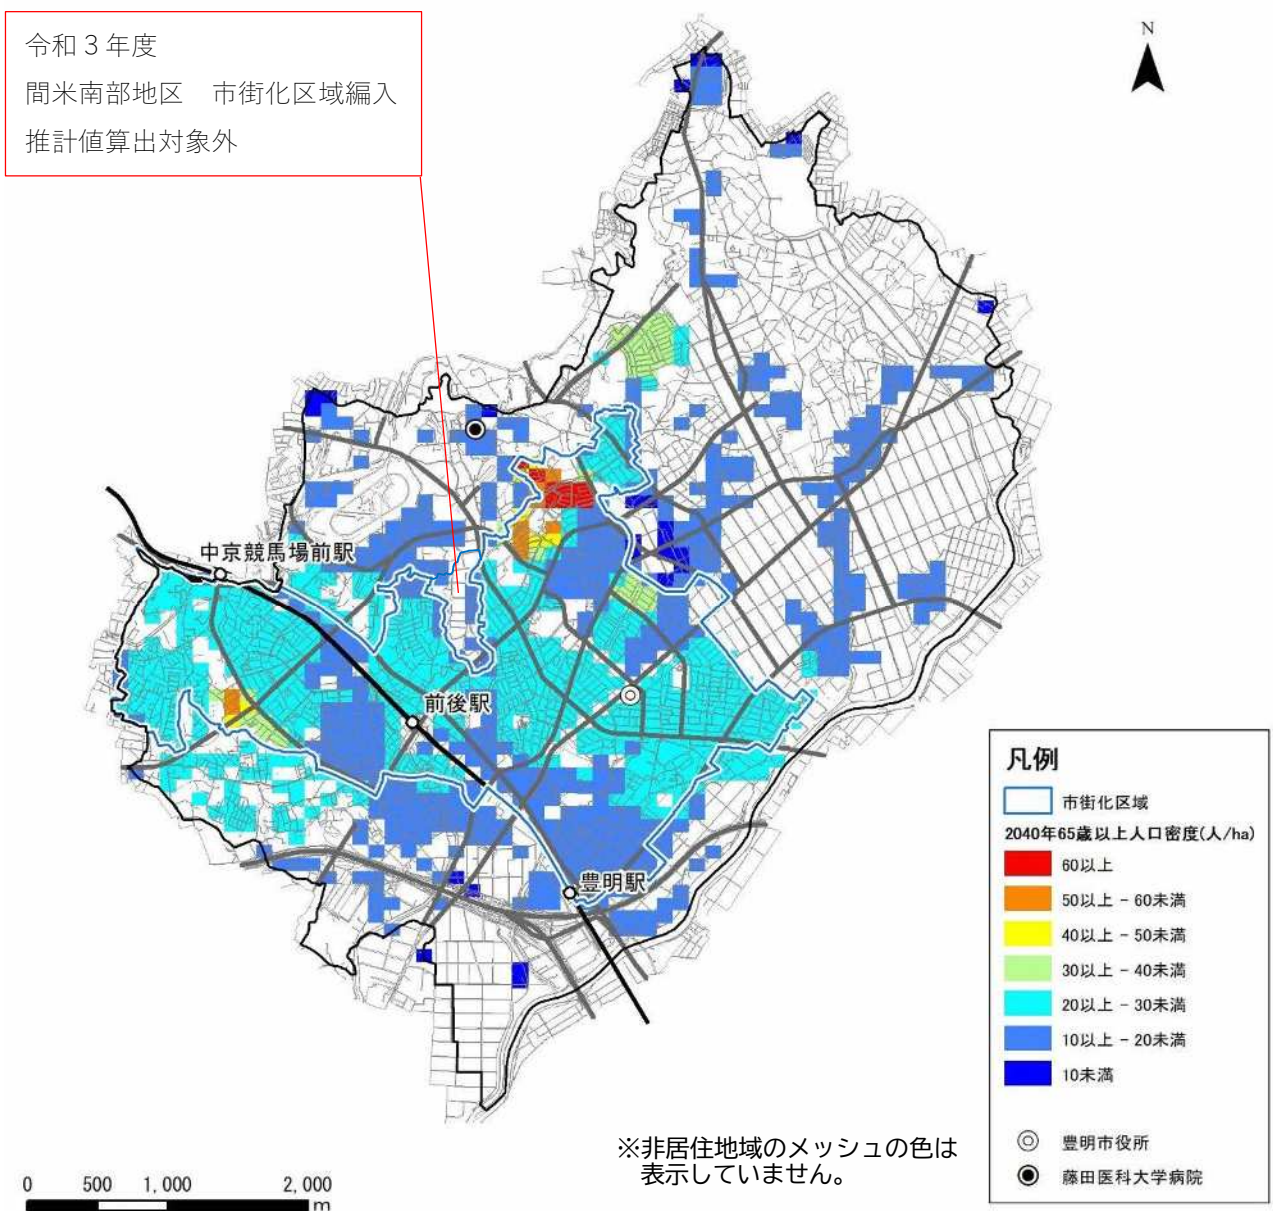 令和３年度
間米南部地区　市街化区域編入
推計値算出対象外
N
中京競馬場前駅
前後駅
豊明駅
凡例
市街化区域
2040年65歳以上人口密度(人/ha)
60以上
50以上 - 60未満
40以上 - 50未満
30以上 - 40未満
20以上 - 30未満
10以上 - 20未満
10未満
豊明市役所
藤田医科大学病院
※非居住地域のメッシュの色は
表示していません。
0 500 1,000 2,000
m